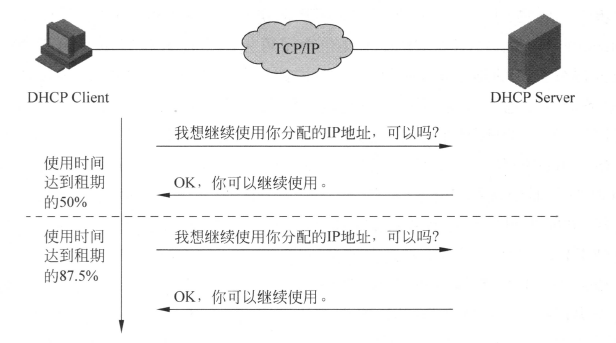 TCP/IP
DHCP Client
DHCP Server
我想继续使用你分配的IP地址，可以吗?
使用时间
达到租期
的50%
OK，你可以继续使用。
使用时间
达到租期
的87.5%
我想继续使用你分配的IP地址，可以吗?
OK，你可以继续使用。